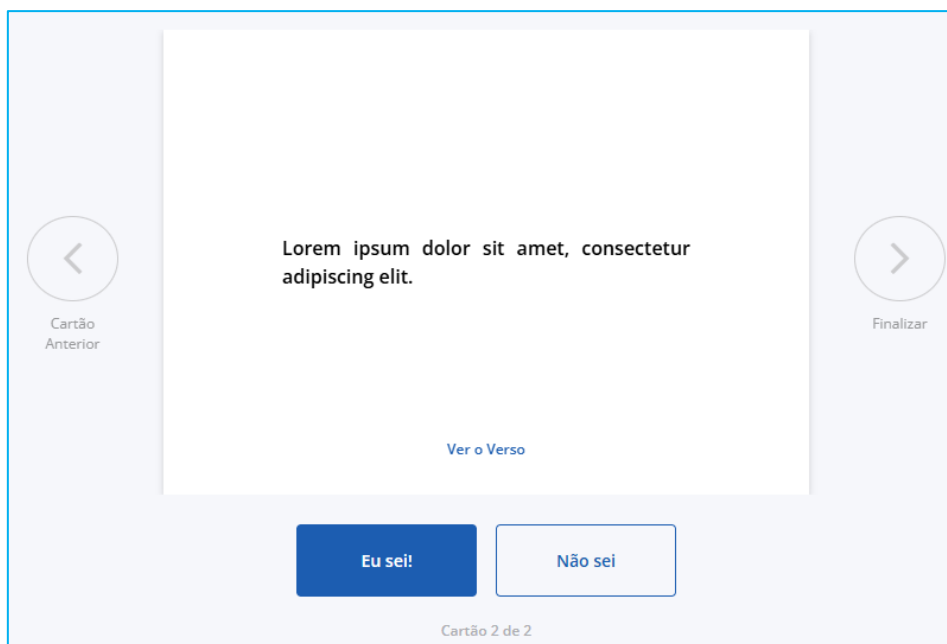 Lorem ipsum dolor sit amet, consectetur
adipiscing elit.
Cartão
Anterior
Finalizar
Ver o Verso
Eu sei!
Não sei
Cartão 2 de 2